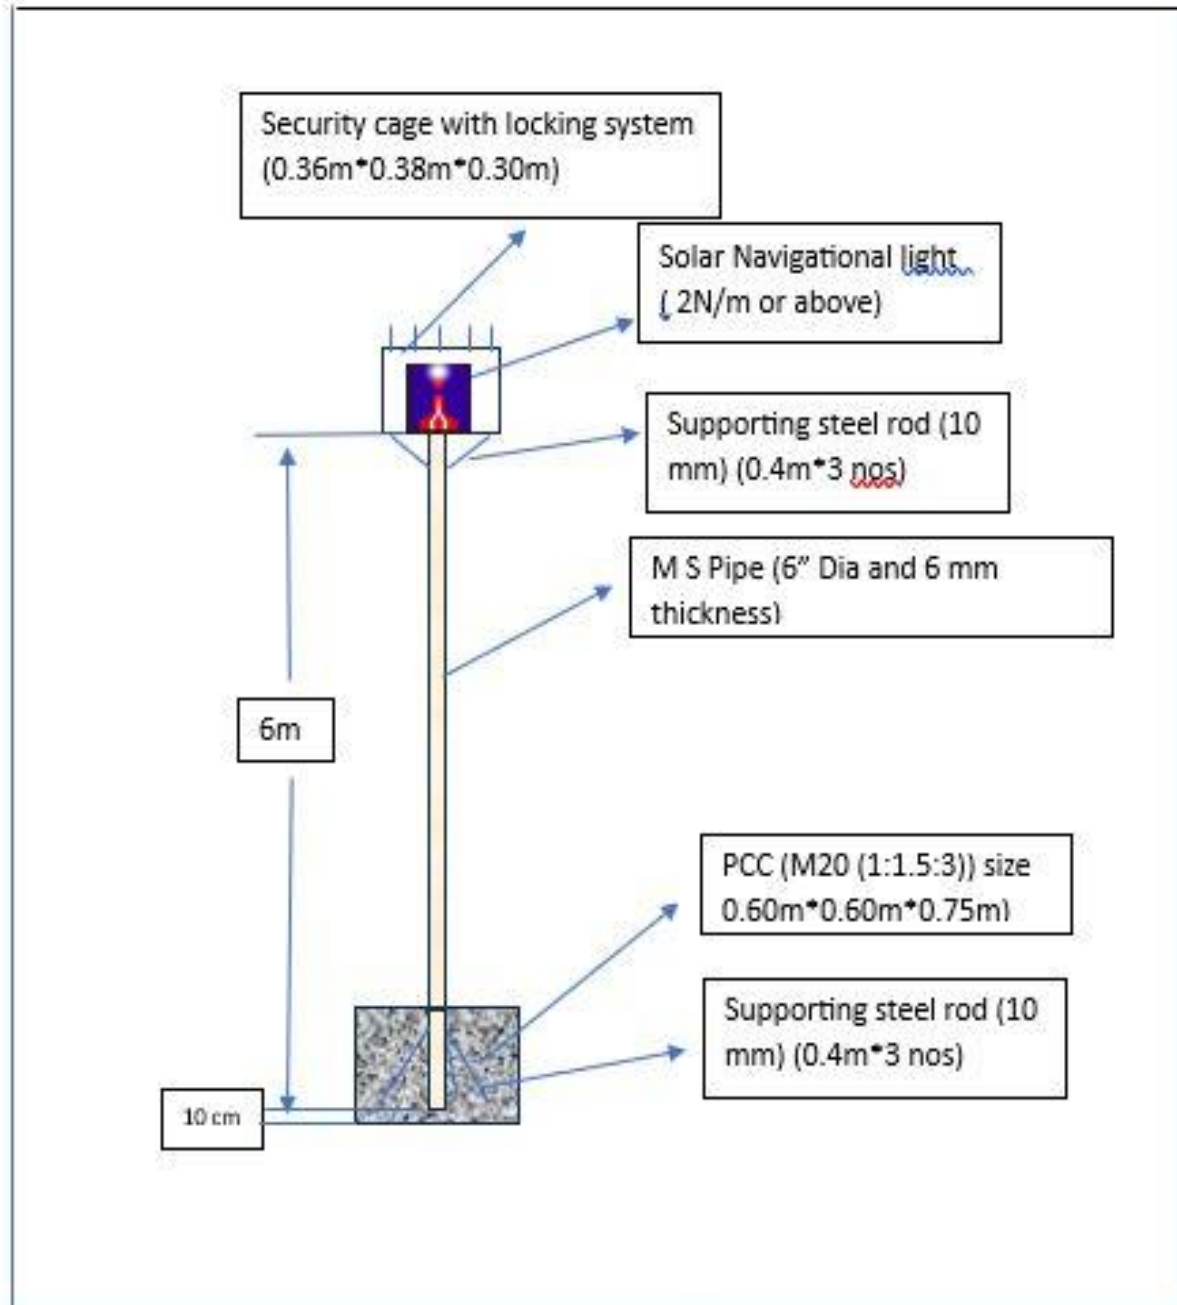 Security cage with locking system
(0.36m*0.38m*0.30m)
Solar Navigational light
( 2N/m or above)
Supporting steel rod (10
mm) (0.4m*3 nos)
M S Pipe (6” Dia and 6 mm
thickness)
6m
PCC (M20 (1:1.5:3)) size
0.60m*0.60m*0.75m)
Supporting steel rod (10
mm) (0.4m*3 nos)
10 cm